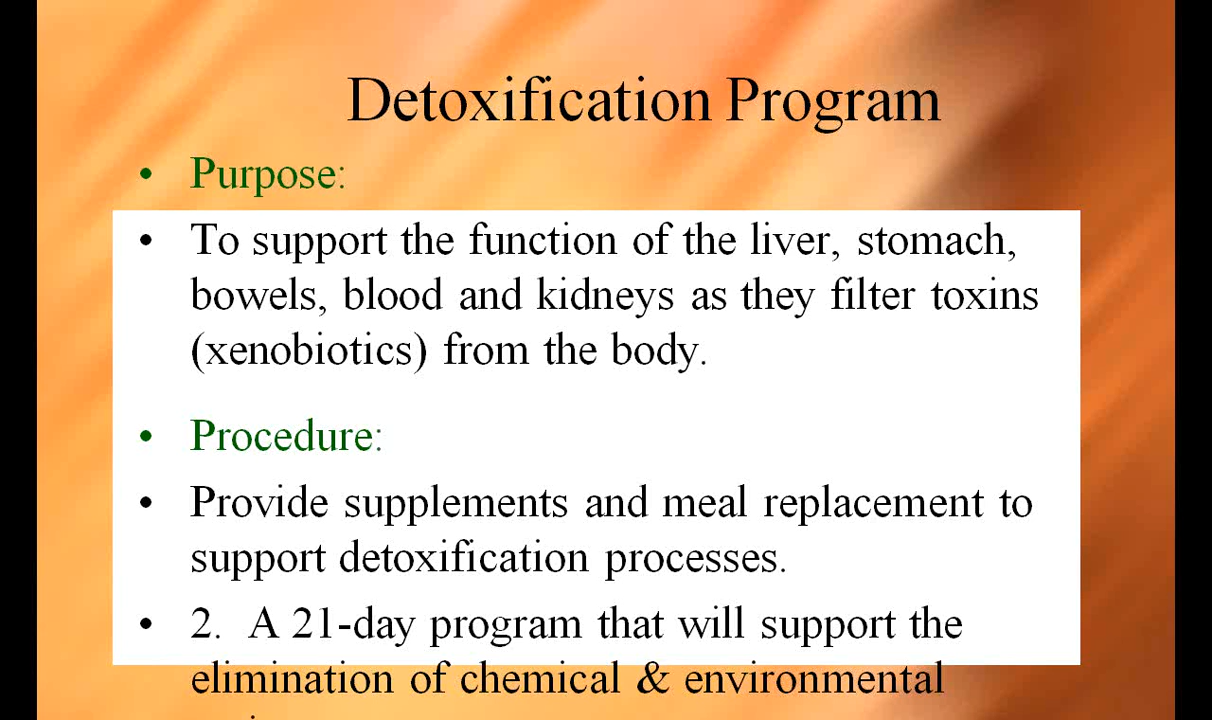 Detoxification Program
• Purpose:
• To support the function of the liver, stomach,
bowels, blood and kidneys as they filter toxins
(xenobiotics) from the body.
• Procedure:
• Provide supplements and meal replacement to
support detoxification processes.
• 2. A 21-day program that will support the
elimination of chemical & environmental